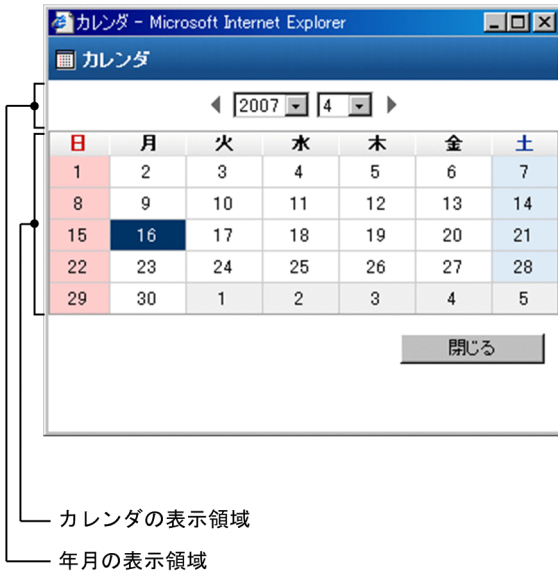 カレンダ - Microsoft Internet Explorer
カレンダ
2007 4
日 月 火 水 木 金 土
1 2 3 4 5 6 7
8 9 10 11 12 13 14
15 16 17 18 19 20 21
22 23 24 25 26 27 28
29 30 1 2 3 4 5
閉じる
カレンダの表示領域
年月の表示領域